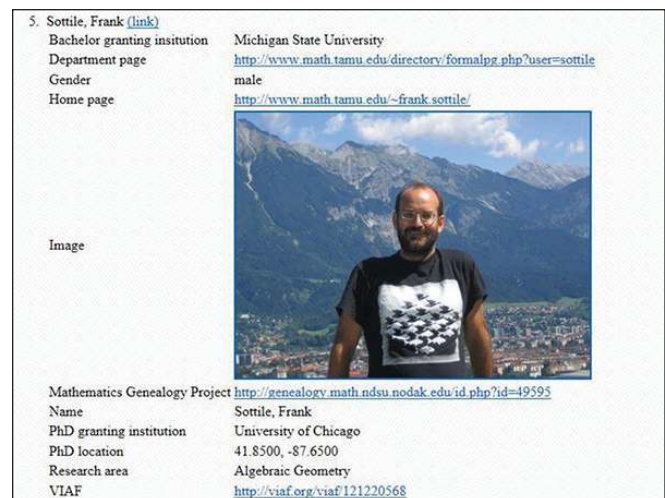 5. Sottile, Frank (link)
Bachelor granting insitution Michigan State University
Department page http://www.math.tamu.edu/directory/formalpg.php?user=sottile
Gender male
Home page http://www.math.tamu.edu/~frank.sottile/
Image
Mathematics Genealogy Project http://genealogy.math.ndsu.nodak.edu/id.php?id=49595
Name Sottile, Frank
PhD granting institution University of Chicago
PhD location 41.8500, -87.6500
Research area Algebraic Geometry
VIAF http://viaf.org/viaf/121220568